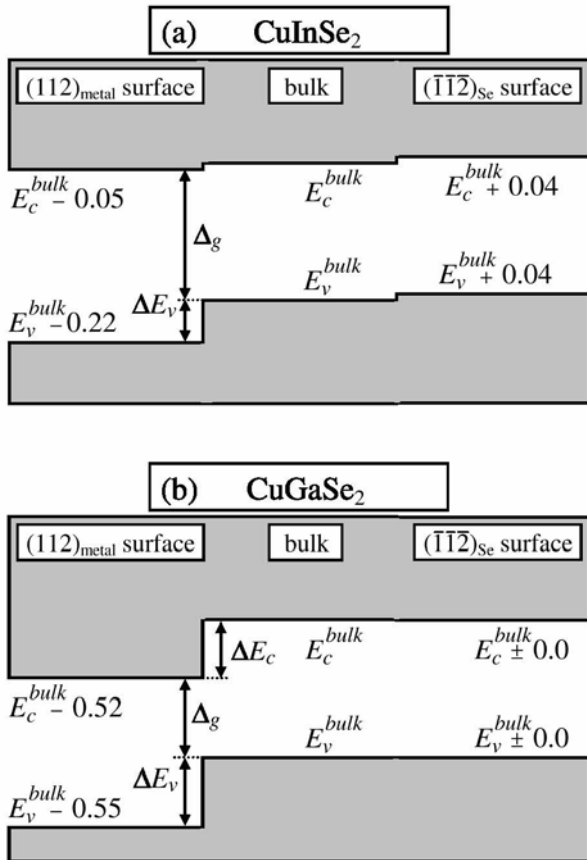 (a) CuInSe₂
(112)metal surface bulk (1̅1̅2̅)Se surface
E_c^bulk − 0.05 E_c^bulk E_c^bulk + 0.04
Δg
E_v^bulk − 0.22 ΔE_v E_v^bulk E_v^bulk + 0.04
(b) CuGaSe₂
(112)metal surface bulk (1̅1̅2̅)Se surface
ΔE_c E_c^bulk E_c^bulk ± 0.0
E_c^bulk − 0.52 Δg
E_v^bulk E_v^bulk ± 0.0
E_v^bulk − 0.55 ΔE_v